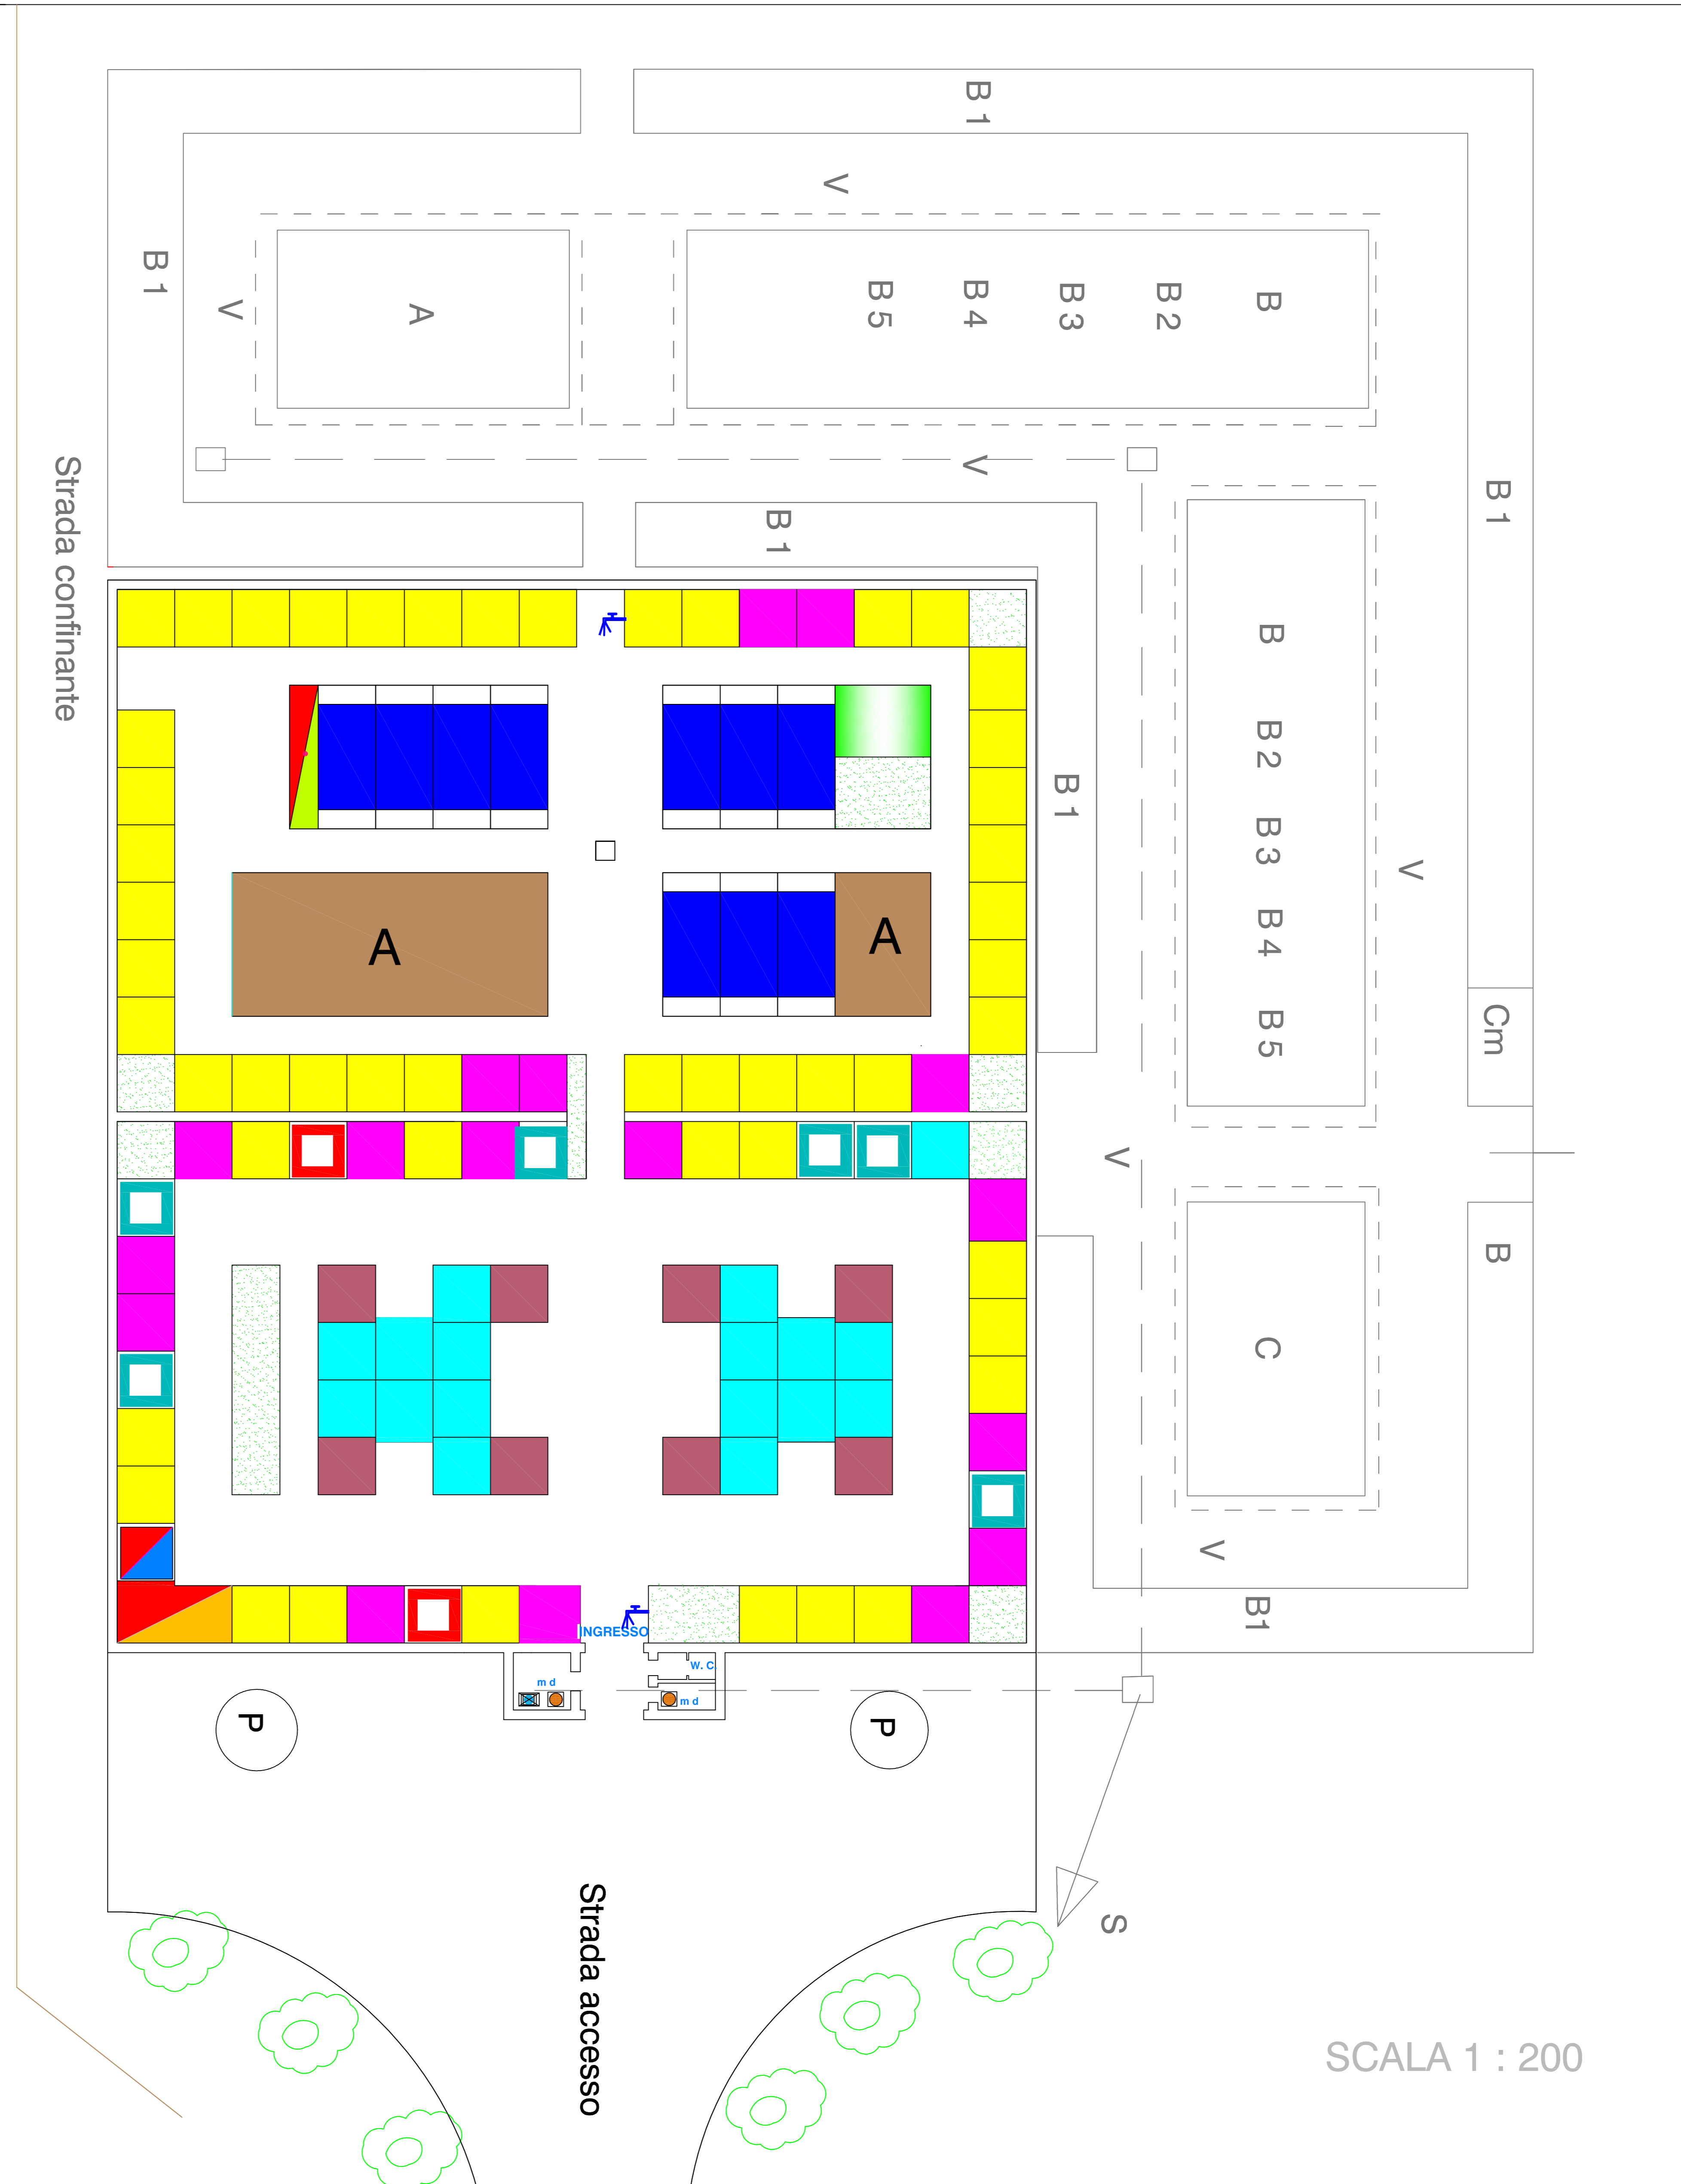 B 1
V
B 1
V
A
B 5
B 4
B 3
B 2
B
V
B 1
B 1
Strada confinante
B
B 2
B 3
B 4
B 5
B 1
V
A
A
Cm
V
B
C
V
B 1
INGRESSO
W. C.
m d
m d
P
P
Strada accesso
S
SCALA 1 : 200